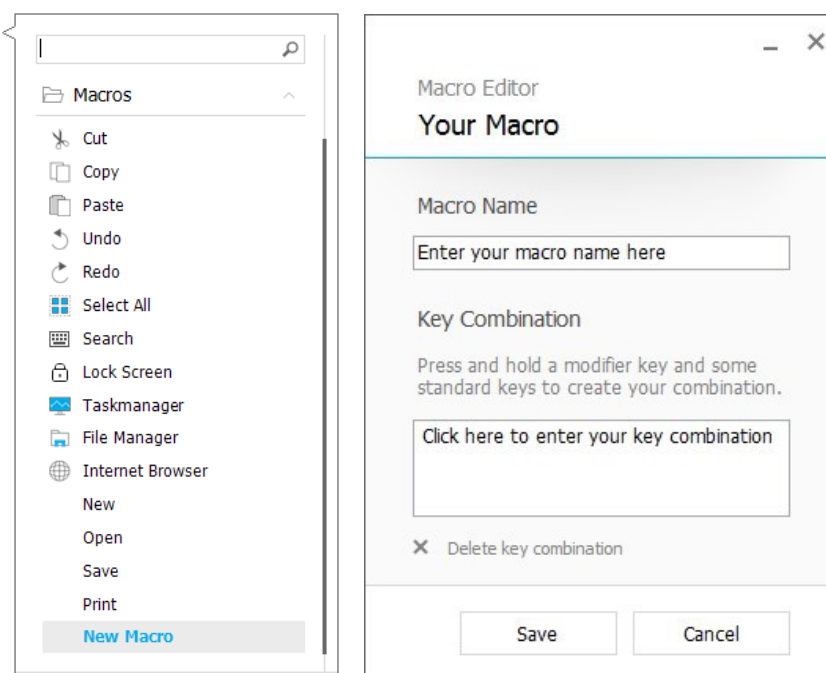 Macros
Cut
Copy
Paste
Undo
Redo
Select All
Search
Lock Screen
Taskmanager
File Manager
Internet Browser
New
Open
Save
Print
New Macro
Macro Editor
Your Macro
Macro Name
Enter your macro name here
Key Combination
Press and hold a modifier key and some
standard keys to create your combination.
Click here to enter your key combination
Delete key combination
Save
Cancel